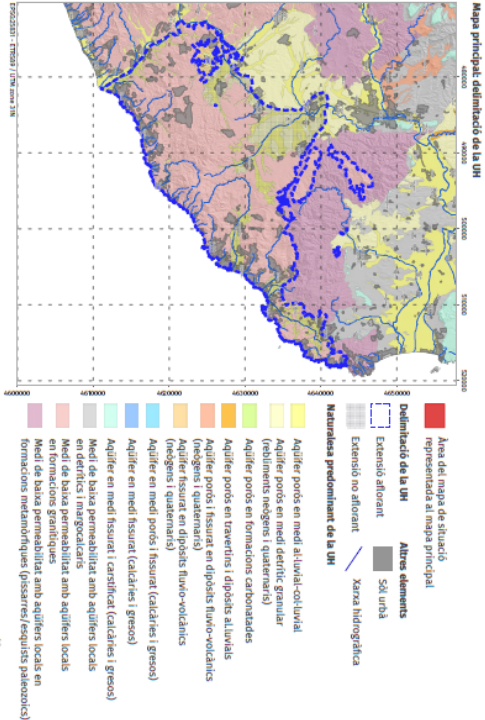 Mapa principal: delimitació de la UH
480000
490000
500000
510000
520000
4600000
4610000
4620000
4630000
4640000
4650000
EPSG25831 - ETRS89 / UTM zone 31N
Àrea del mapa de situació
representada al mapa principal
Delimitació de la UH
Extensió aflorant
Extensió no aflorant
Altres elements
Sòl urbà
Xarxa hidrogràfica
Naturalesa predominant de la UH
Aqüífer porós en medi al·luvial-col·luvial
Aqüífer porós en medi detrític granular
(rebliments neògens i quaternaris)
Aqüífer porós en formacions carbonatades
Aqüífer porós en travertins i dipòsits al·luvials
Aqüífer porós i fissurat en dipòsits fluvio-volcànics
(neògens i quaternaris)
Aqüífer fissurat en dipòsits fluvio-volcànics
(neògens i quaternaris)
Aqüífer en medi porós i fissurat (calcàries i gresos)
Aqüífer en medi fissurat (calcàries i gresos)
Aqüífer en medi fissurat i carstificat (calcàries i gresos)
Medi de baixa permeabilitat amb aqüífers locals
en detrítics i margocalcaris
Medi de baixa permeabilitat amb aqüífers locals
en formacions granítiques
Medi de baixa permeabilitat amb aqüífers locals en
formacions metamòrfiques (pissarres/esquists paleozoics)